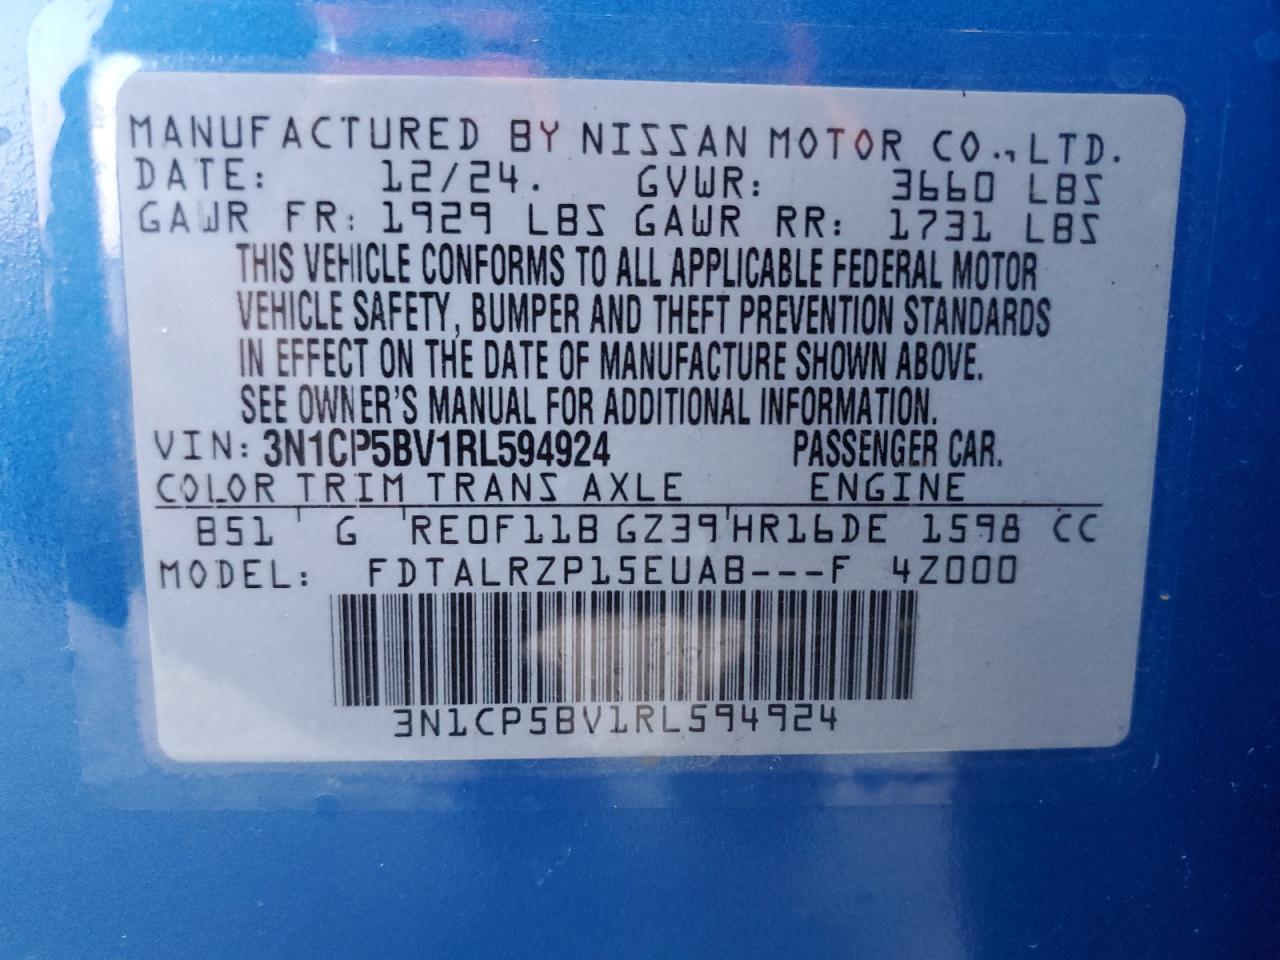 MANUFACTURED BY NISSAN MOTOR CO., LTD.
DATE: 12/24. GVWR: 3660 LBS
GAWR FR: 1929 LBS GAWR RR: 1731 LBS
THIS VEHICLE CONFORMS TO ALL APPLICABLE FEDERAL MOTOR
VEHICLE SAFETY, BUMPER AND THEFT PREVENTION STANDARDS
IN EFFECT ON THE DATE OF MANUFACTURE SHOWN ABOVE.
SEE OWNER'S MANUAL FOR ADDITIONAL INFORMATION.
VIN: 3N1CP5BV1RL594924 PASSENGER CAR.
COLOR TRIM TRANS AXLE ENGINE
B51 G RE0F11B GZ39 HR16DE 1598 CC
MODEL: FDTALRZP15EUAB---F 4Z000
3N1CP5BV1RL594924